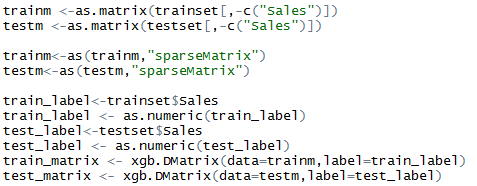 trainm <-as.matrix(trainset[,-c("Sales")])
testm <-as.matrix(testset[,-c("Sales")])
trainm<-as(trainm,"sparseMatrix")
testm<-as(testm,"sparseMatrix")
train_label<-trainset$Sales
train_label <- as.numeric(train_label)
test_label<-testset$Sales
test_label <- as.numeric(test_label)
train_matrix <- xgb.DMatrix(data=trainm,label=train_label)
test_matrix <- xgb.DMatrix(data=testm,label=test_label)